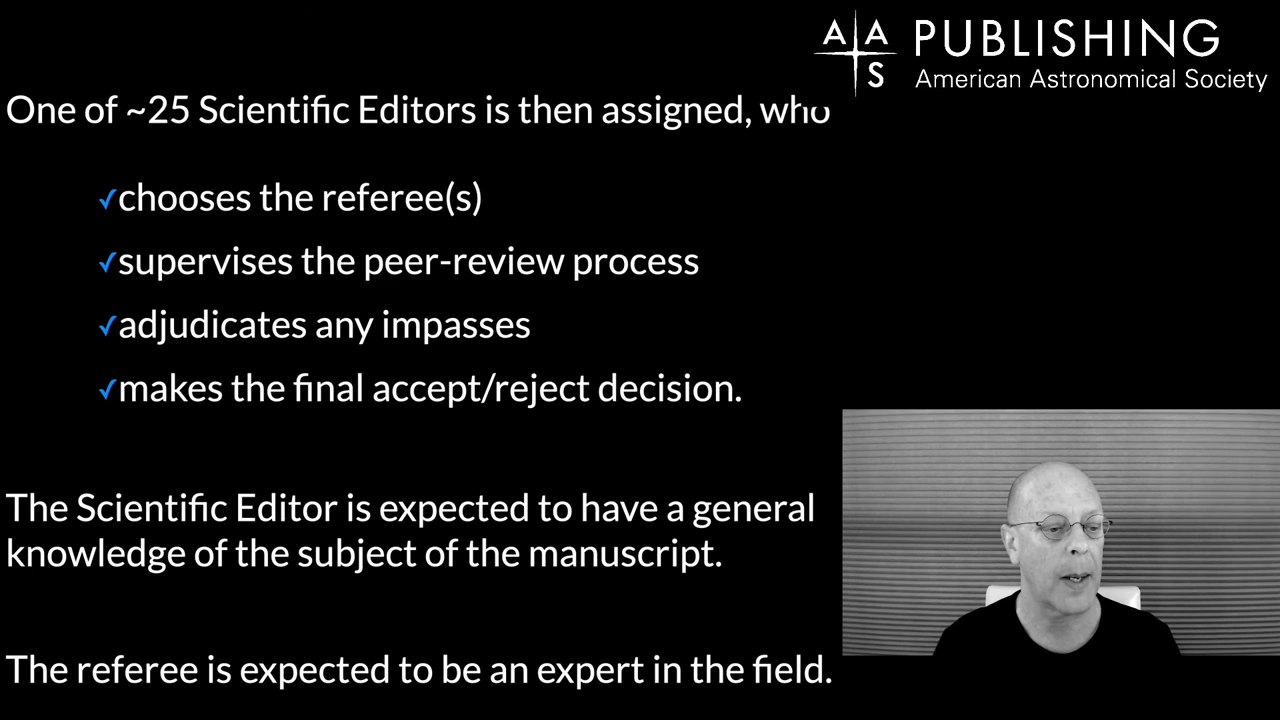 AAS PUBLISHING
American Astronomical Society
One of ~25 Scientific Editors is then assigned, who
✓chooses the referee(s)
✓supervises the peer-review process
✓adjudicates any impasses
✓makes the final accept/reject decision.
The Scientific Editor is expected to have a general
knowledge of the subject of the manuscript.
The referee is expected to be an expert in the field.